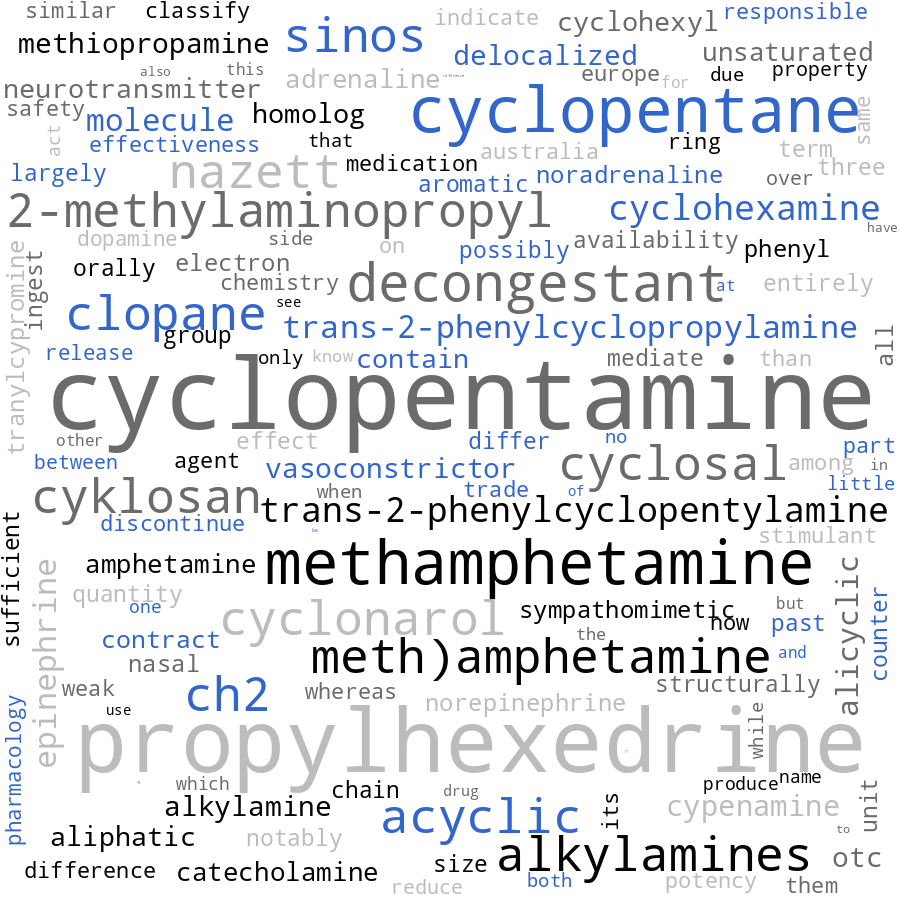 similar
classify
indicate
cyclohexyl
responsible
methiopropamine
sinos
delocalized
unsaturated
also
this
adrenaline
europe
for
due
property
neurotransmitter
safety
molecule
homolog
cyclopentane
same
act
effectiveness
that
ring
term
largely
nazett
medication
australia
three
aromatic
noradrenaline
over
2-methylaminopropyl
cyclohexamine
have
dopamine
side
on
possibly
availability
phenyl
tranylcypromine
ingest
orally
electron
chemistry
decongestant
at
entirely
clopane
see
group
trans-2-phenylcyclopropylamine
all
release
only
know
contain
mediate
than
cyclopentamine
other
effect
differ
no
part
between
agent
vasoconstrictor
cyclosal
among
in
cyklosan
when
trade
of
little
trans-2-phenylcyclopentylamine
sufficient
discontinue
be
stimulant
amphetamine
methamphetamine
epinephrine
quantity
one
cyclonarol
sympathomimetic
now
but
past
alicyclic
counter
contract
the
and
nasal
meth)amphetamine
weak
ch2
whereas
structurally
use
norepinephrine
while
pharmacology
propylhexedrine
which
chain
drug
produce
name
unit
alkylamine
acyclic
its
cypenamine
to
aliphatic
notably
alkylamines
otc
difference
catecholamine
size
both
potency
them
reduce